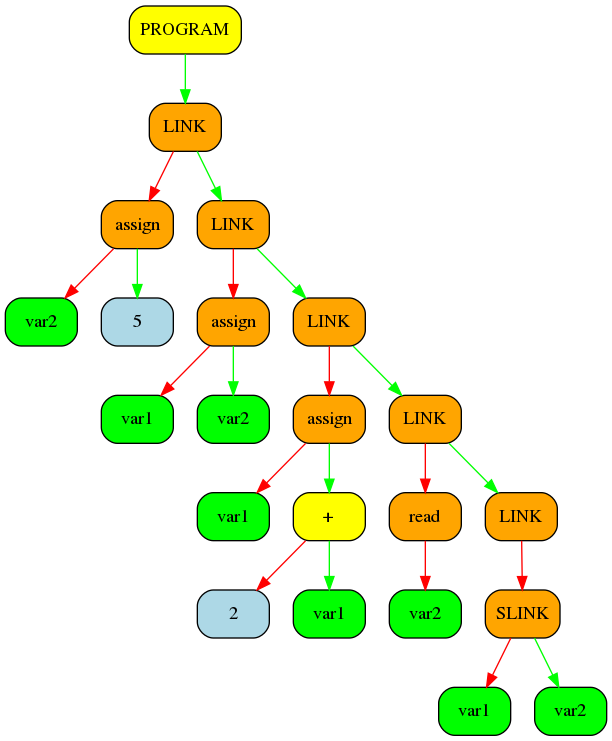 PROGRAM
LINK
assign
LINK
var2
5
assign
LINK
var1
var2
assign
LINK
var1
+
read
LINK
2
var1
var2
SLINK
var1
var2